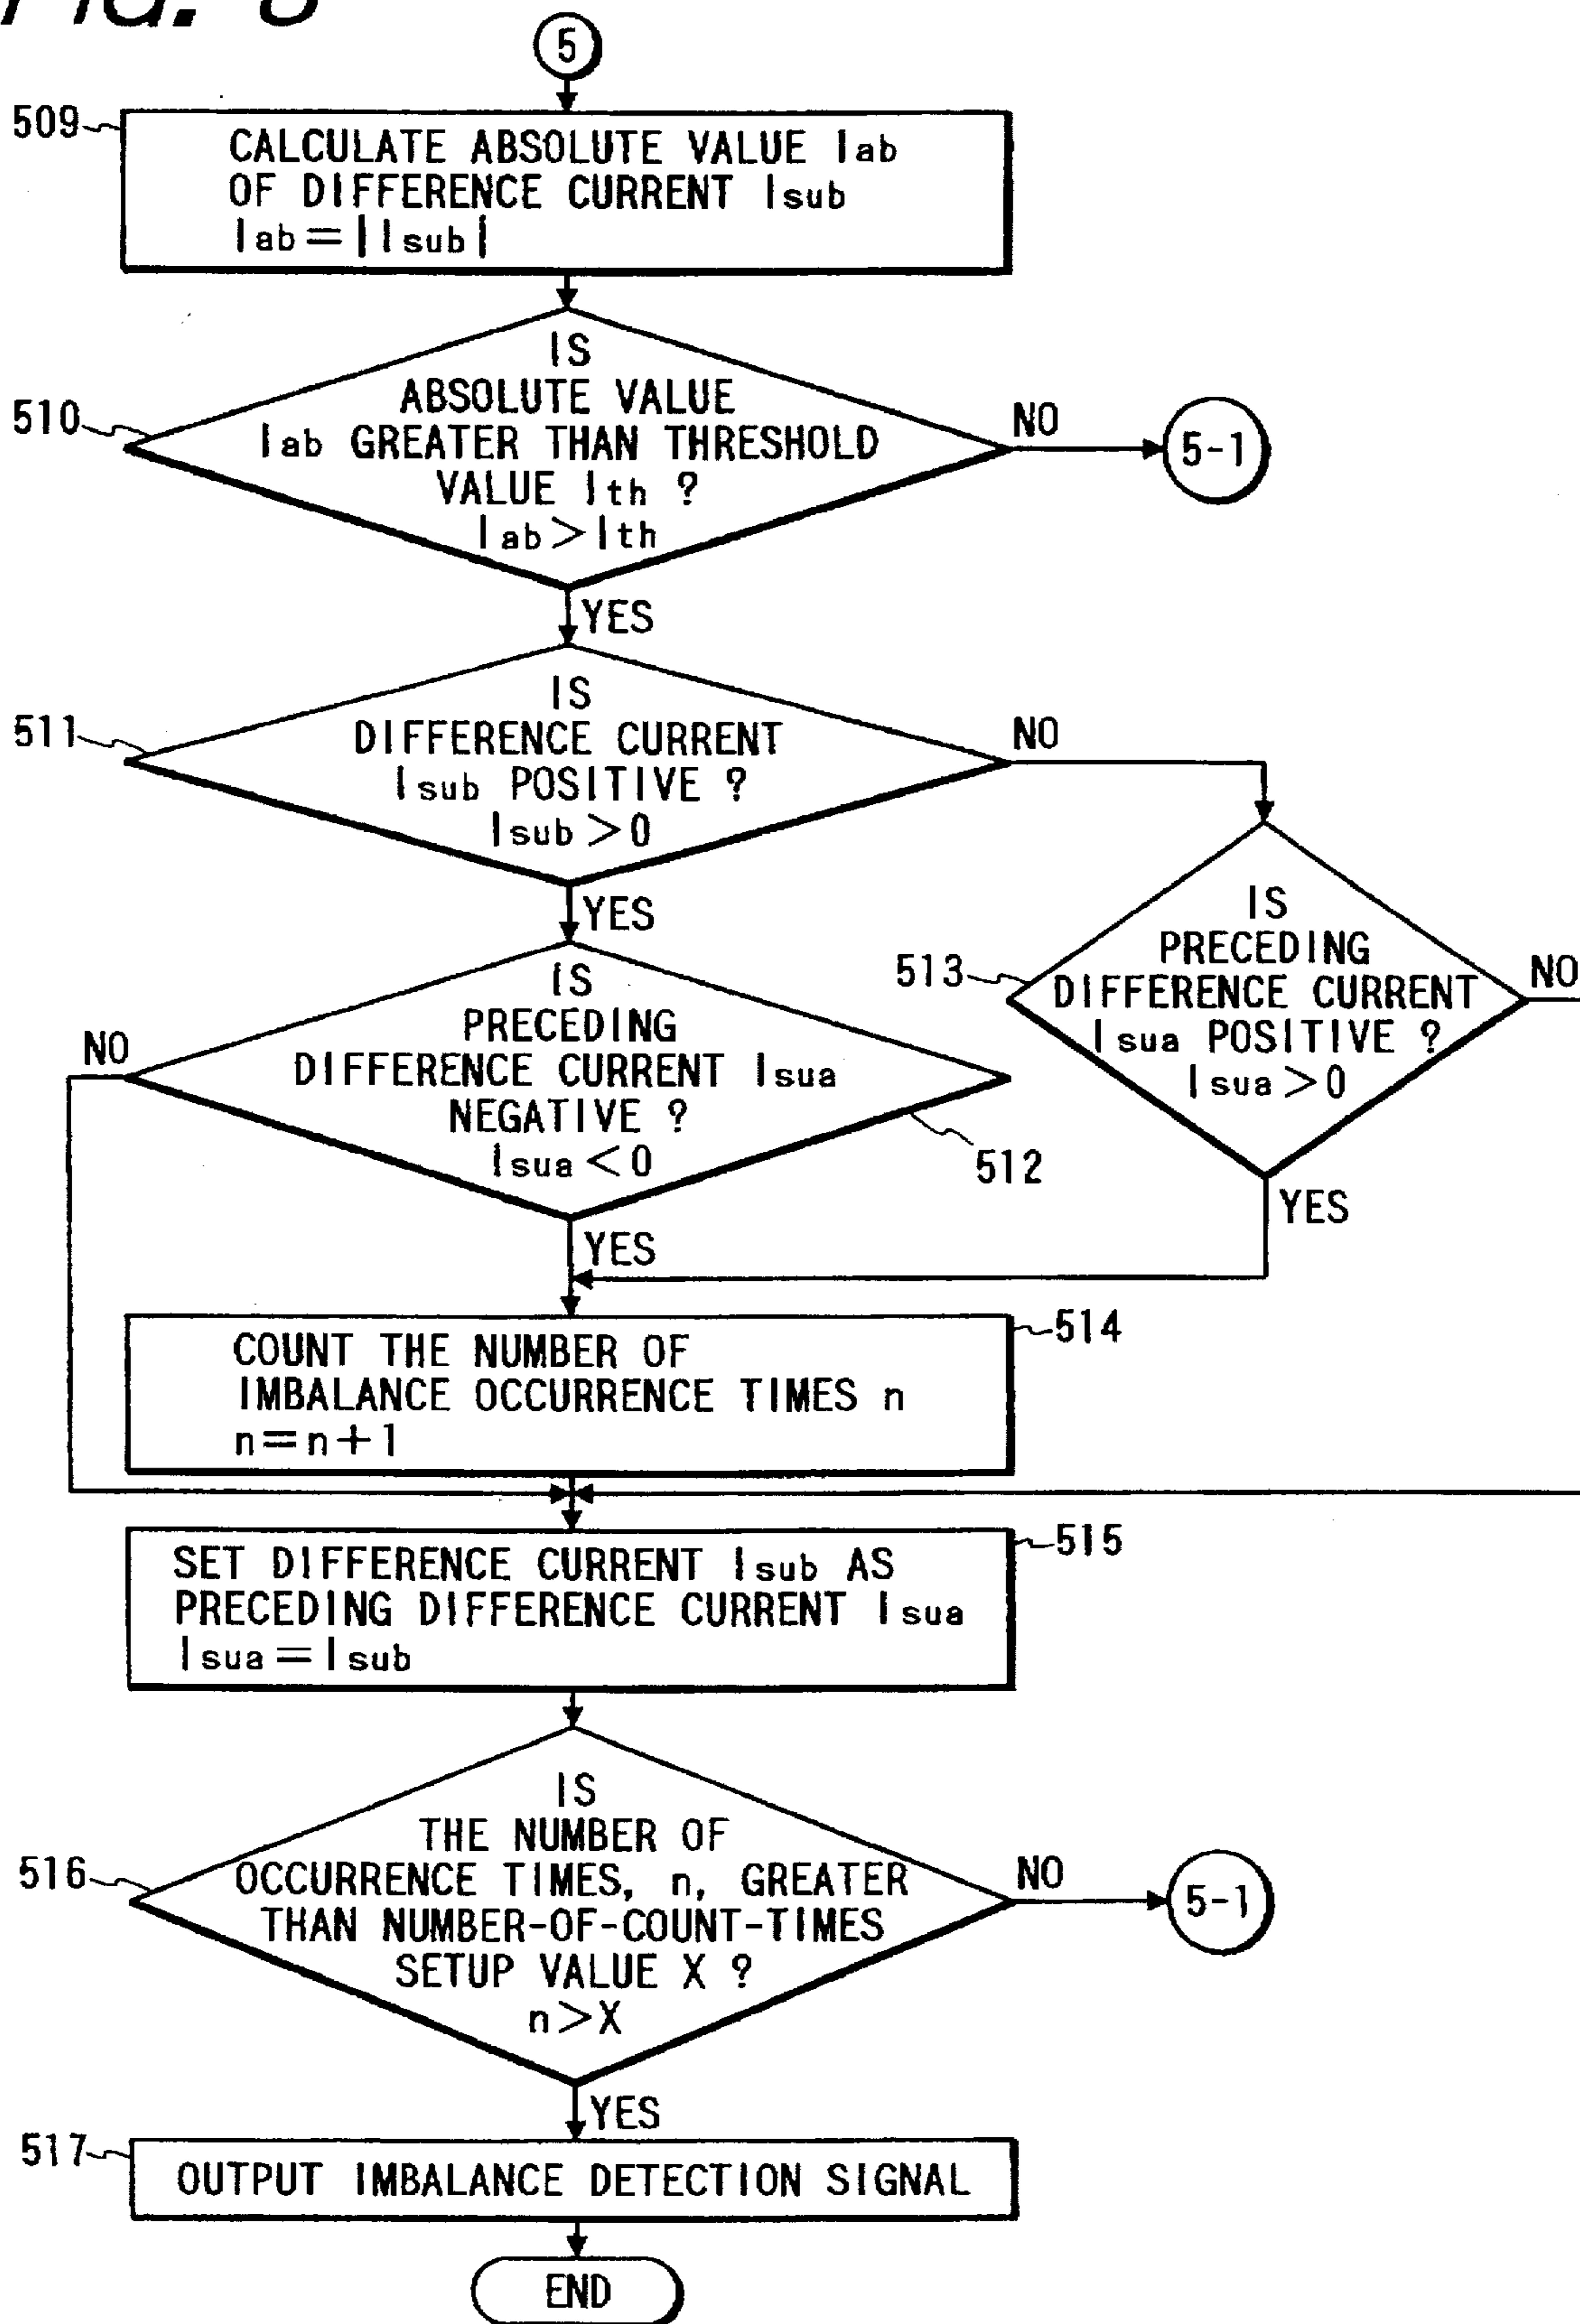 5
509
CALCULATE ABSOLUTE VALUE Iab
OF DIFFERENCE CURRENT Isub
Iab=|Isub|
IS
ABSOLUTE VALUE
Iab GREATER THAN THRESHOLD
VALUE Ith ?
Iab>Ith
510
NO
5-1
YES
511
IS
DIFFERENCE CURRENT
Isub POSITIVE ?
Isub>0
NO
YES
IS
PRECEDING
DIFFERENCE CURRENT Isua
NEGATIVE ?
Isua<0
NO
512
513
IS
PRECEDING
DIFFERENCE CURRENT
Isua POSITIVE ?
Isua>0
NO
YES
YES
COUNT THE NUMBER OF
IMBALANCE OCCURRENCE TIMES n
n=n+1
514
SET DIFFERENCE CURRENT Isub AS
PRECEDING DIFFERENCE CURRENT Isua
Isua=Isub
515
516
IS
THE NUMBER OF
OCCURRENCE TIMES, n, GREATER
THAN NUMBER-OF-COUNT-TIMES
SETUP VALUE X ?
n>X
NO
5-1
YES
517
OUTPUT IMBALANCE DETECTION SIGNAL
END